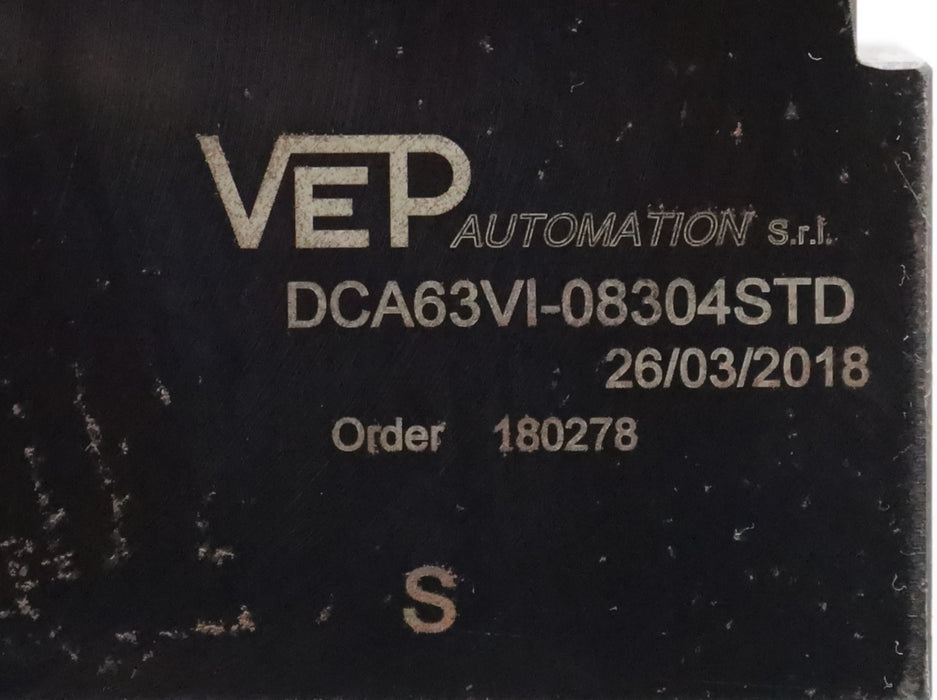 VEP AUTOMATION S.r.l.
DCA63VI-08304STD
26/03/2018
Order 180278
S